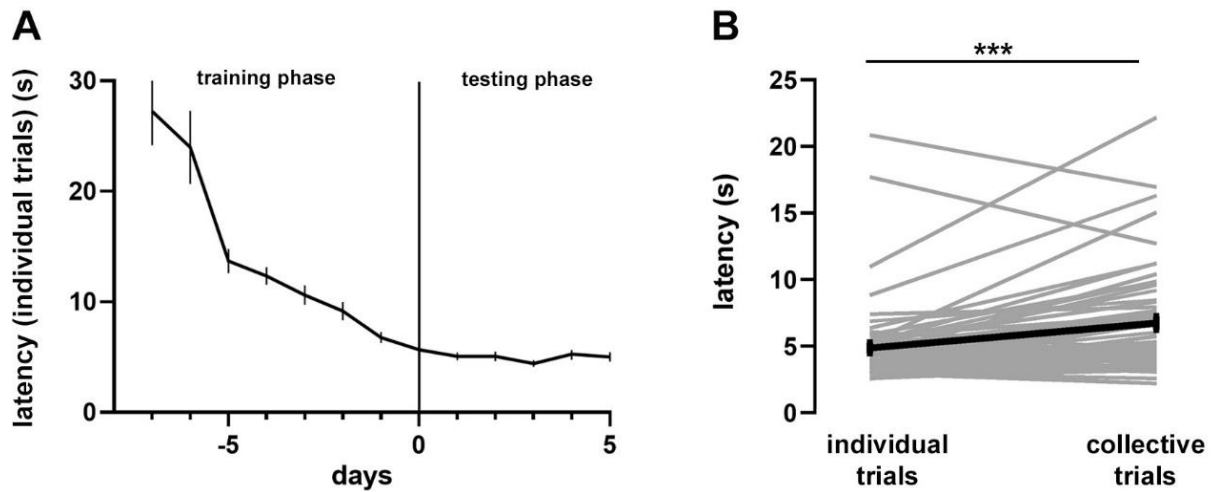 A
latency (individual trials) (s)
30
20
10
0
training phase
testing phase
-5
0
5
days
B
***
latency (s)
25
20
15
10
5
0
individual
trials
collective
trials